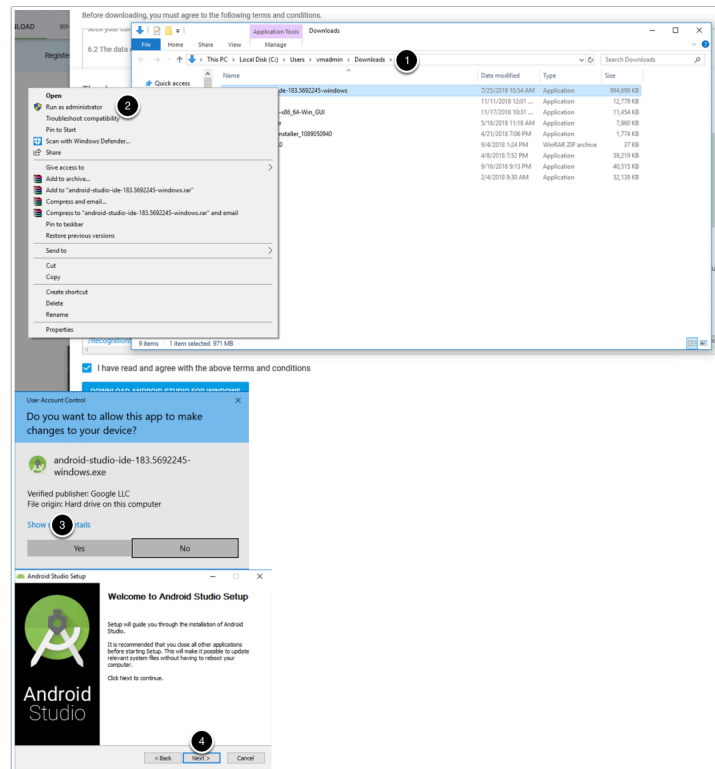 Before downloading, you must agree to the following terms and conditions.
NLOAD
Application Tools
Downloads
File
Home
Share
View
Manage
Registe
6.2 The data
This PC > Local Disk (C:) > Users > vmadmin > Downloads >
1
Search Downloads
Quick access
Name
Date modified
Type
Size
de-183.5692245-windows
7/25/2019 10:54 AM
Application
994,699 KB
11/11/2018 12:01 ...
Application
12,779 KB
-x86_64-Win_GUI
11/17/2018 10:31 ...
Application
11,454 KB
5/18/2018 11:18 AM
Application
7,860 KB
nstaller_1089050940
4/21/2018 7:06 PM
Application
1,774 KB
9/4/2018 1:24 PM
WinRAR ZIP archive
37 KB
4/8/2018 7:52 PM
Application
39,219 KB
9/16/2018 9:13 PM
Application
40,515 KB
2/4/2018 9:30 AM
Application
32,139 KB
Open
Run as administrator
2
Troubleshoot compatibility
Pin to Start
Scan with Windows Defender...
Share
Give access to
Add to archive...
Add to "android-studio-ide-183.5692245-windows.rar"
Compress and email...
Compress to "android-studio-ide-183.5692245-windows.rar" and email
Pin to taskbar
Restore previous versions
Send to
Cut
Copy
Create shortcut
Delete
Rename
Properties
/Recognition
9 items
1 item selected 971 MB
I have read and agree with the above terms and conditions
DOWNLOAD ANDROID STUDIO FOR WINDOWS
User Account Control
Do you want to allow this app to make
changes to your device?
android-studio-ide-183.5692245-
windows.exe
Verified publisher: Google LLC
File origin: Hard drive on this computer
Show
3
etails
Yes
No
Android Studio Setup
Welcome to Android Studio Setup
Setup will guide you through the installation of Android
Studio.
It is recommended that you close all other applications
before starting Setup. This will make it possible to update
relevant system files without having to reboot your
computer.
Click Next to continue.
Android
Studio
4
< Back
Next >
Cancel